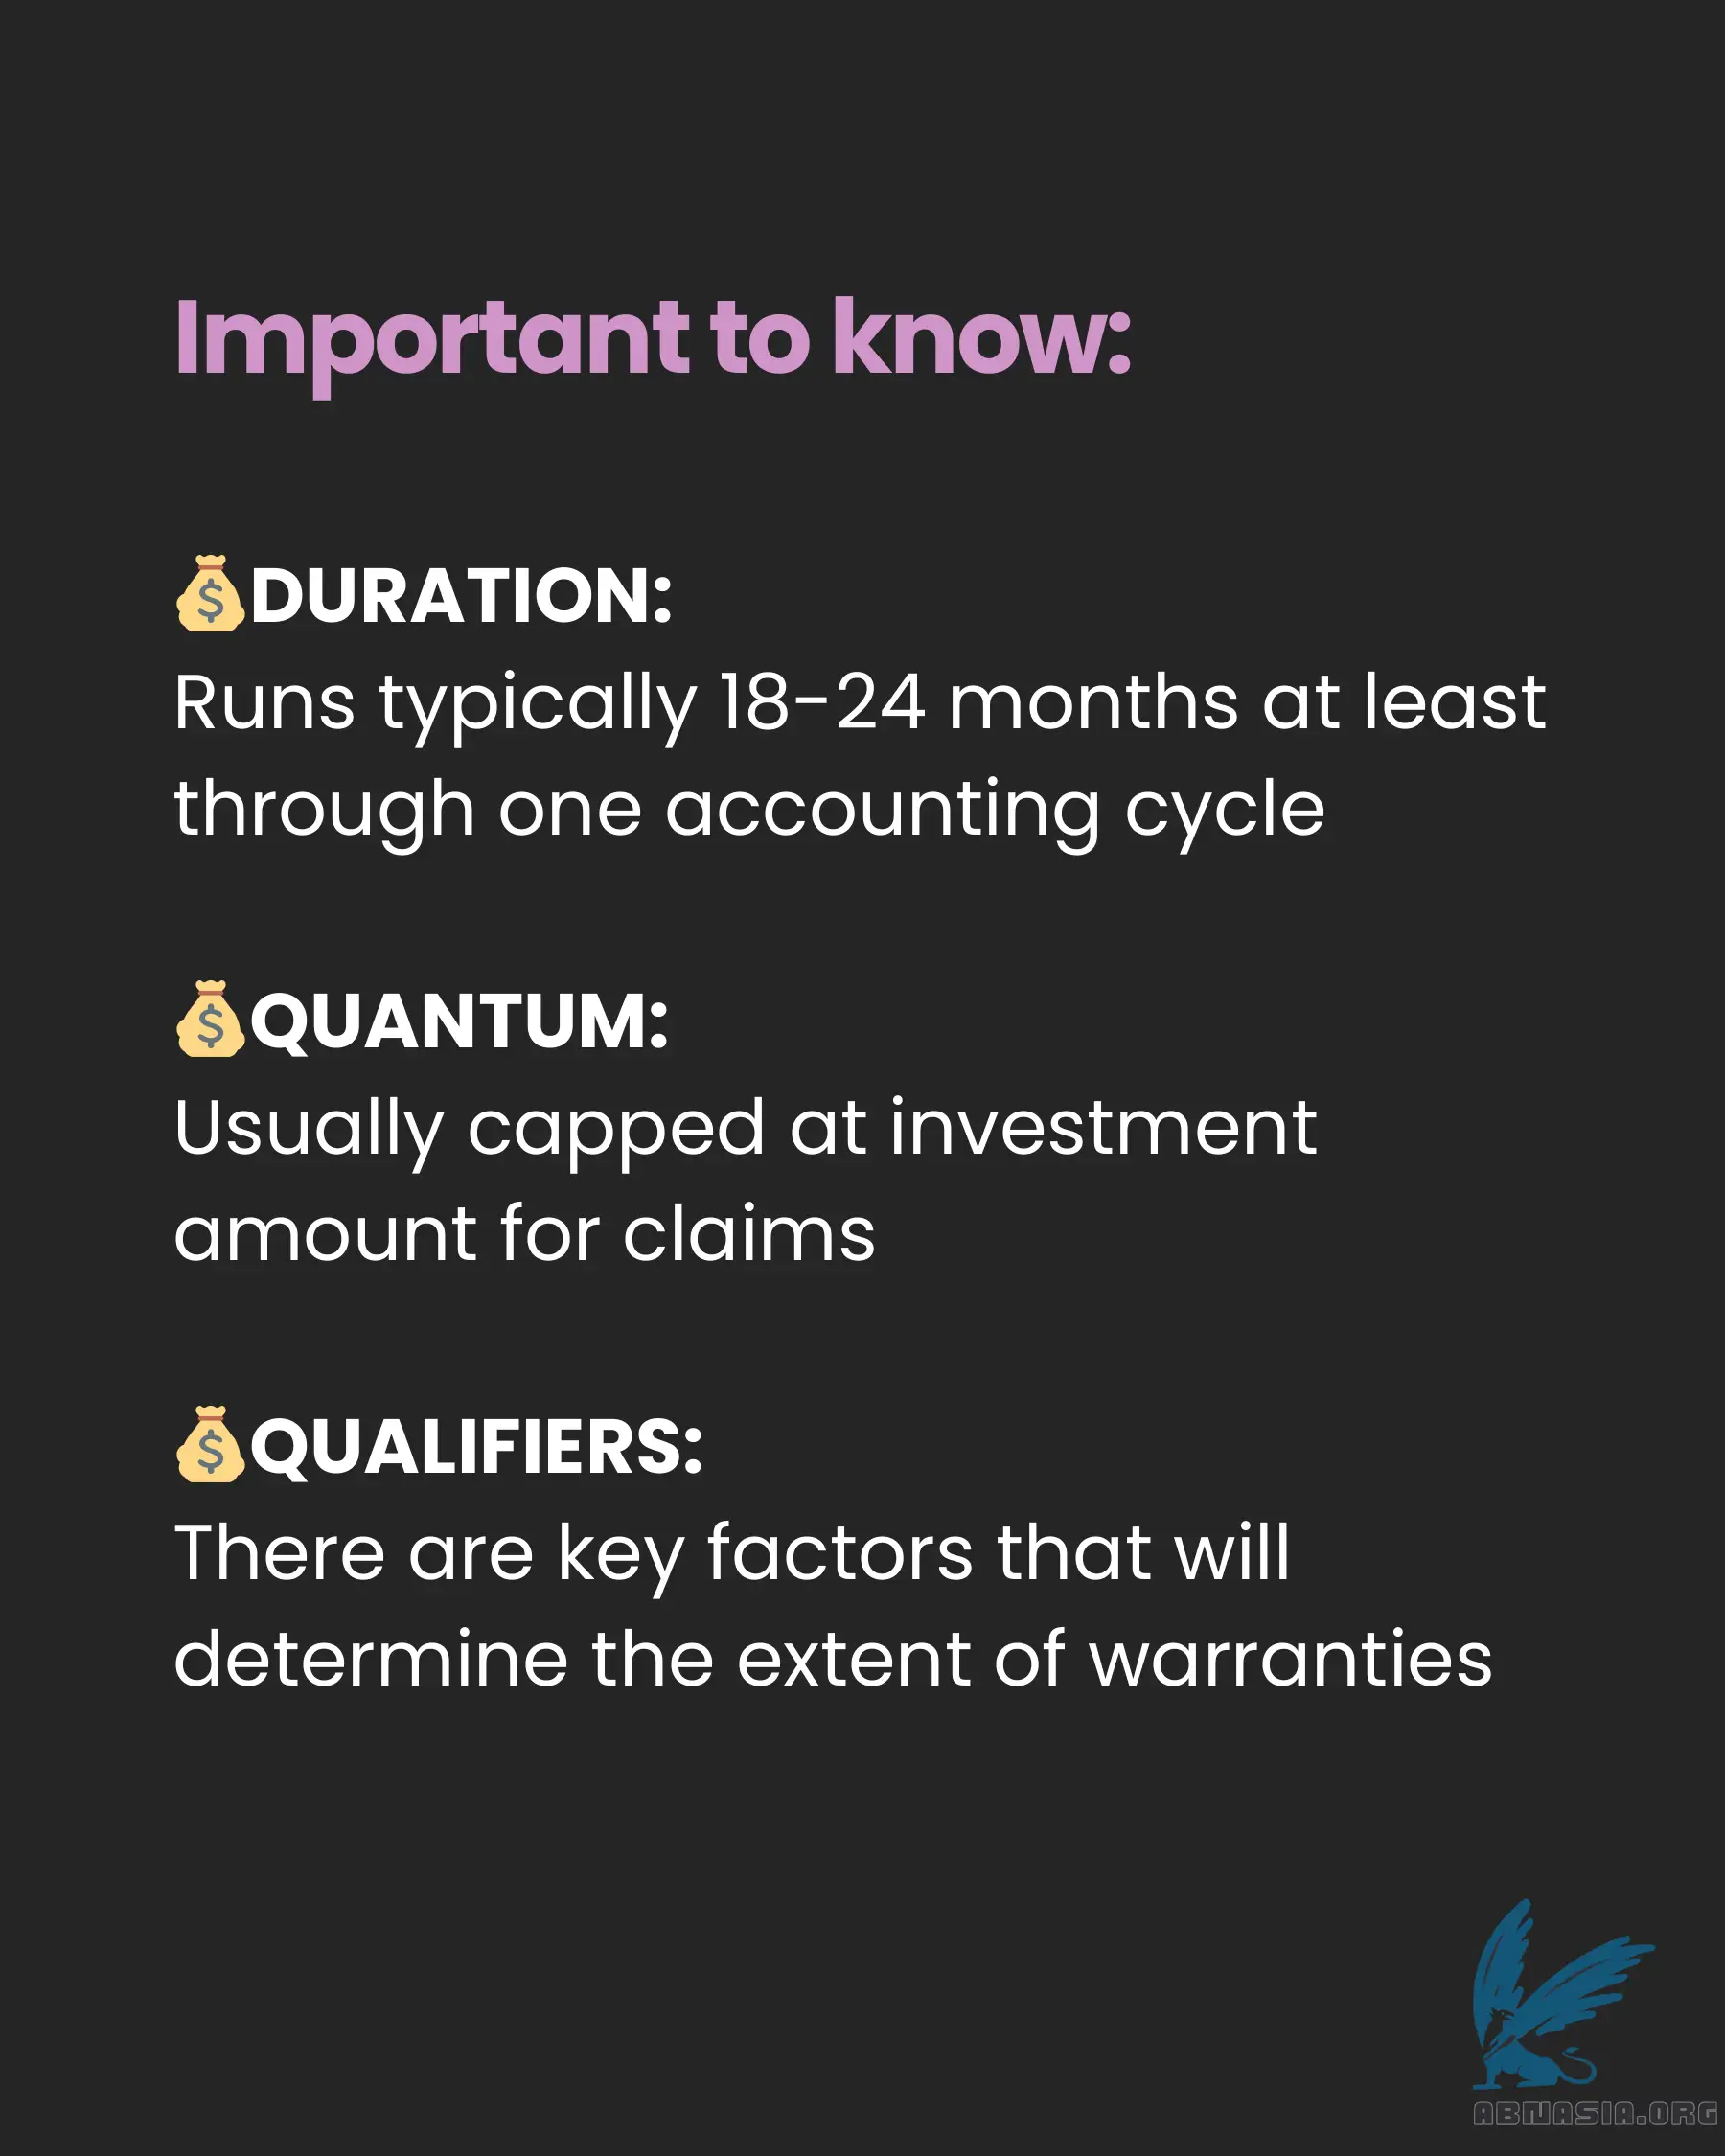 Important to know:
💰DURATION:
Runs typically 18-24 months at least
through one accounting cycle
💰QUANTUM:
Usually capped at investment
amount for claims
💰QUALIFIERS:
There are key factors that will
determine the extent of warranties
ABNASIA.ORG